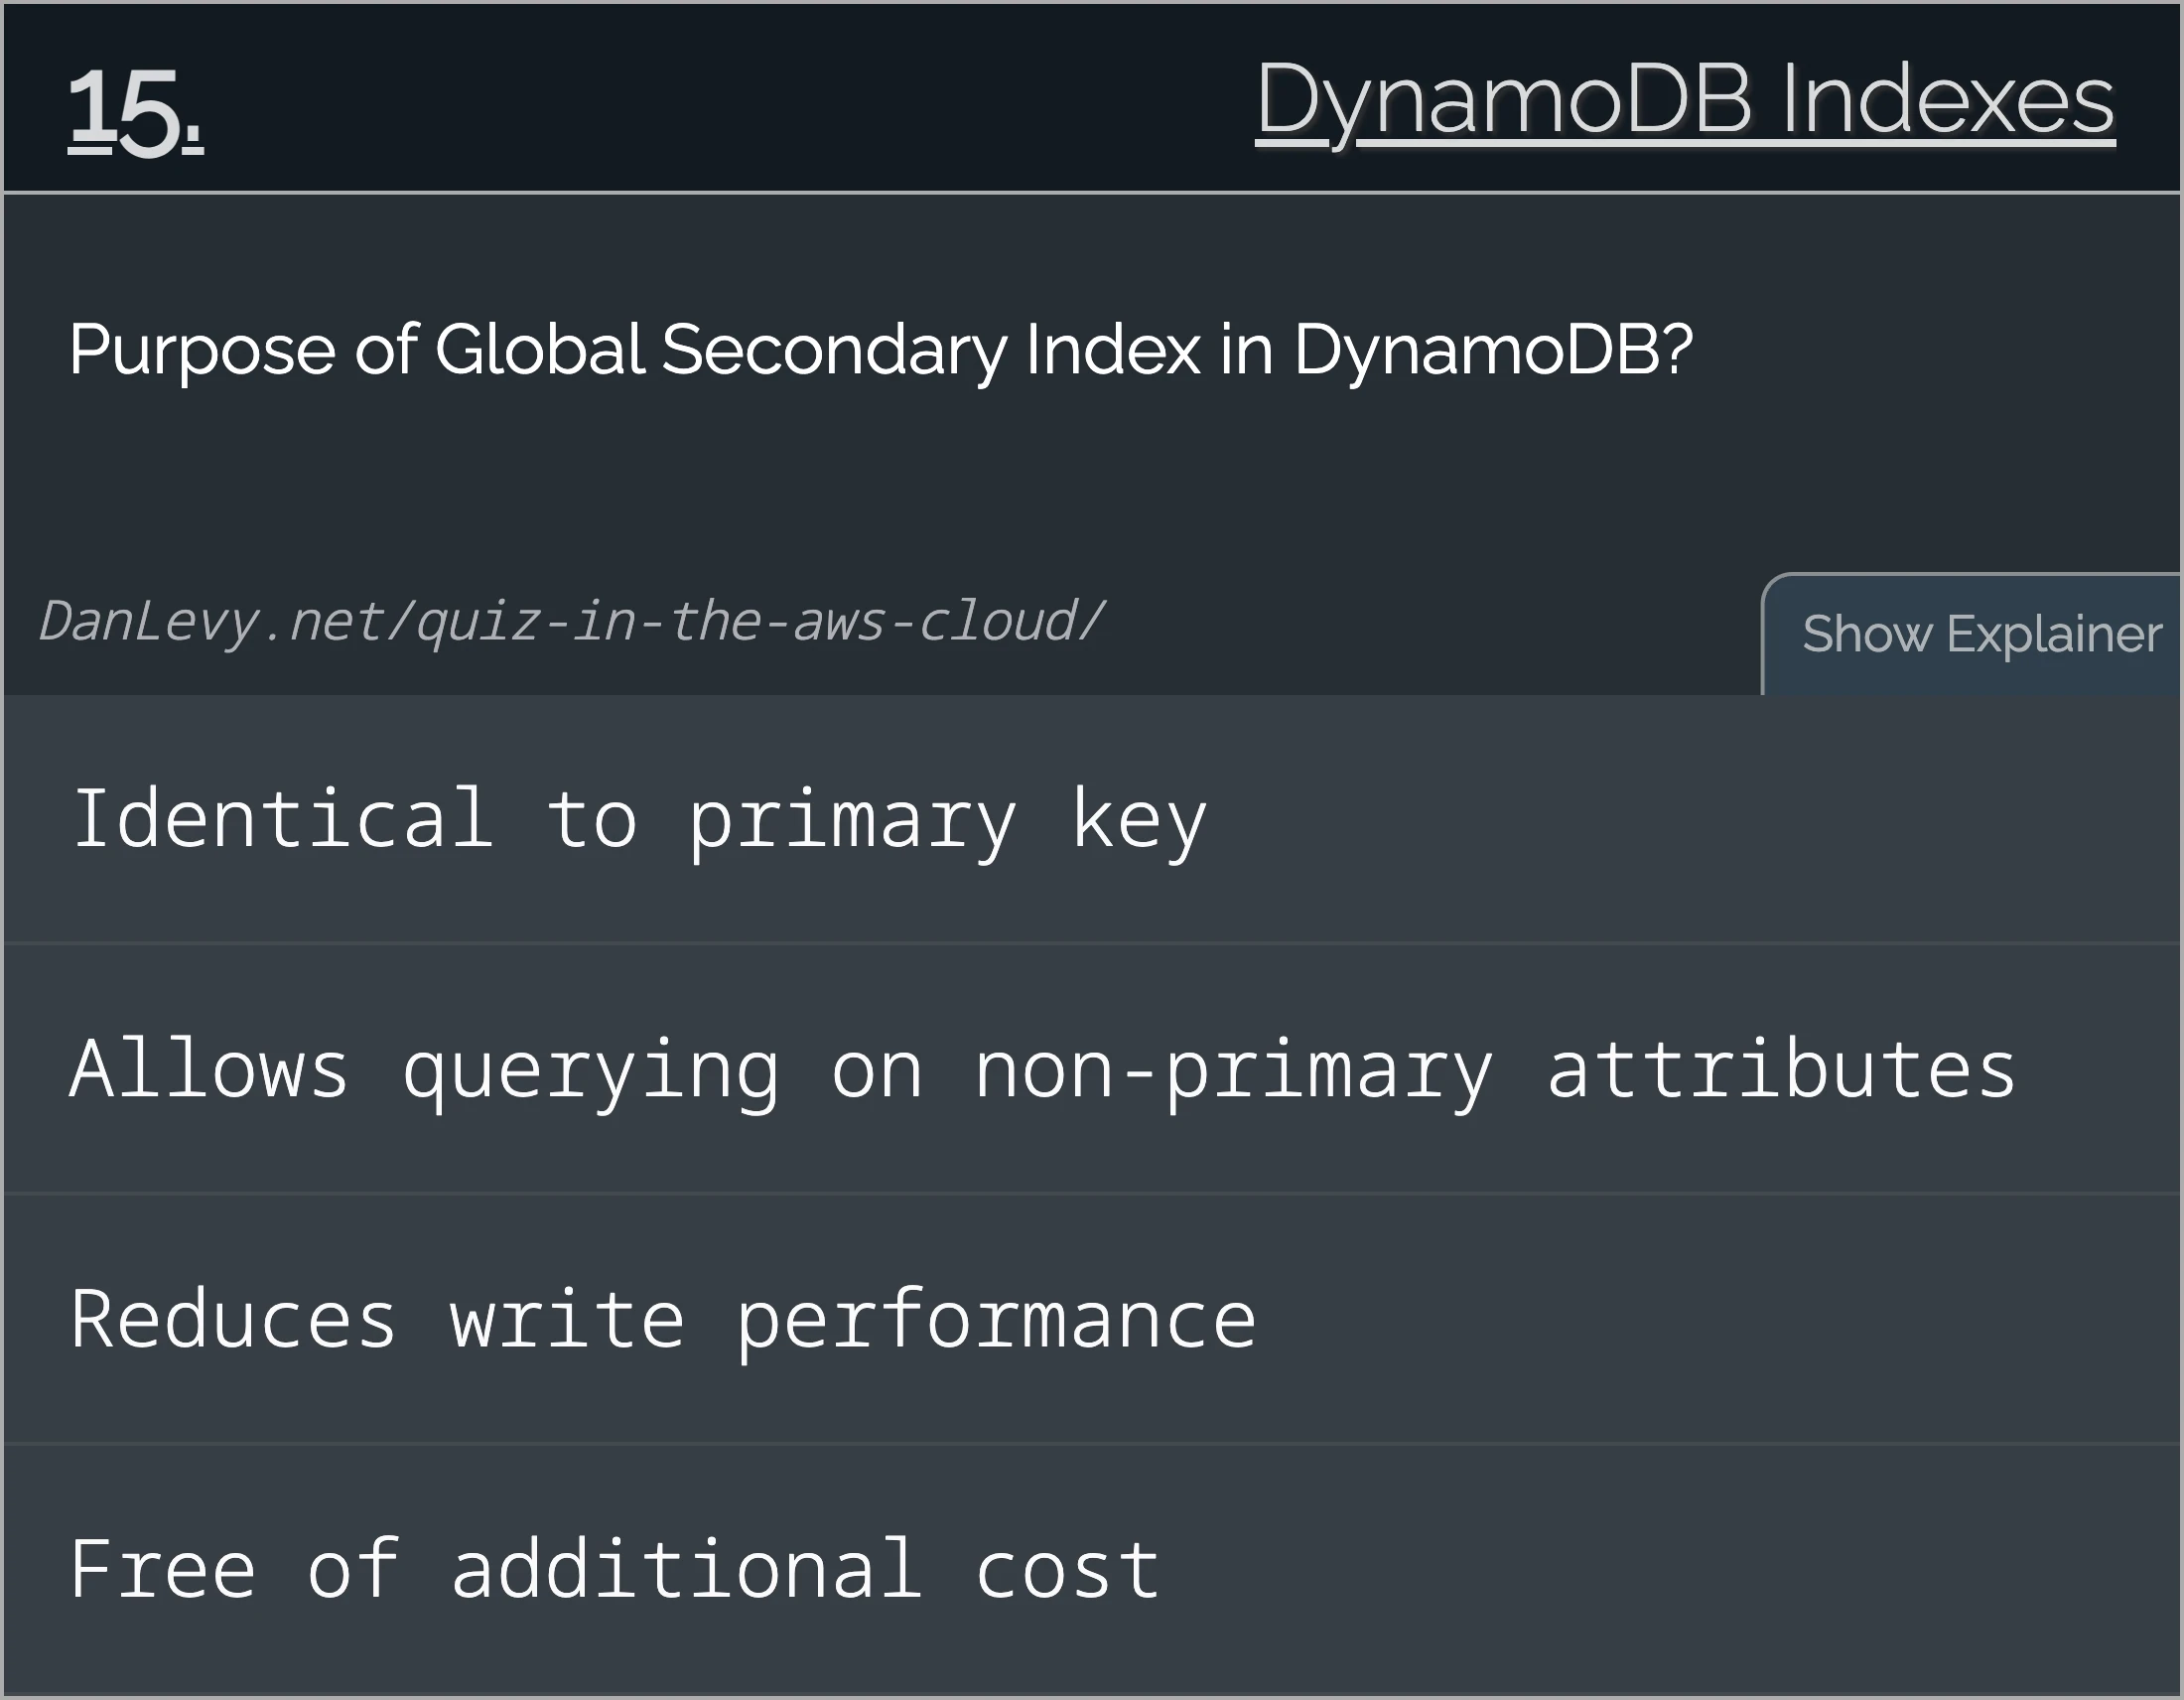 15.
DynamoDB Indexes
Purpose of Global Secondary Index in DynamoDB?
DanLevy.net/quiz-in-the-aws-cloud/
Show Explainer
Identical to primary key
Allows querying on non-primary attributes
Reduces write performance
Free of additional cost